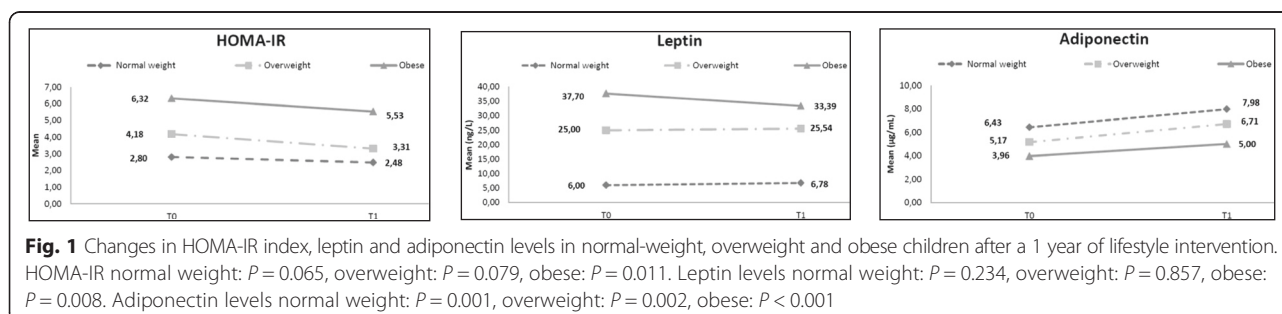 HOMA-IR
Normal weight Overweight Obese
7,00
6,00
5,00
4,00
3,00
2,00
1,00
0,00
Mean
6,32
5,53
4,18
3,31
2,80
2,48
T0 T1
Leptin
Normal weight Overweight Obese
40,00
35,00
30,00
25,00
20,00
15,00
10,00
5,00
0,00
Mean (ng/L)
37,70
33,39
25,00
25,54
6,00
6,78
T0 T1
Adiponectin
Normal weight Overweight Obese
10,00
8,00
6,00
4,00
2,00
0,00
Mean (µg/mL)
6,43
7,98
5,17
6,71
3,96
5,00
T0 T1
Fig. 1 Changes in HOMA-IR index, leptin and adiponectin levels in normal-weight, overweight and obese children after a 1 year of lifestyle intervention.
HOMA-IR normal weight: P = 0.065, overweight: P = 0.079, obese: P = 0.011. Leptin levels normal weight: P = 0.234, overweight: P = 0.857, obese:
P = 0.008. Adiponectin levels normal weight: P = 0.001, overweight: P = 0.002, obese: P < 0.001